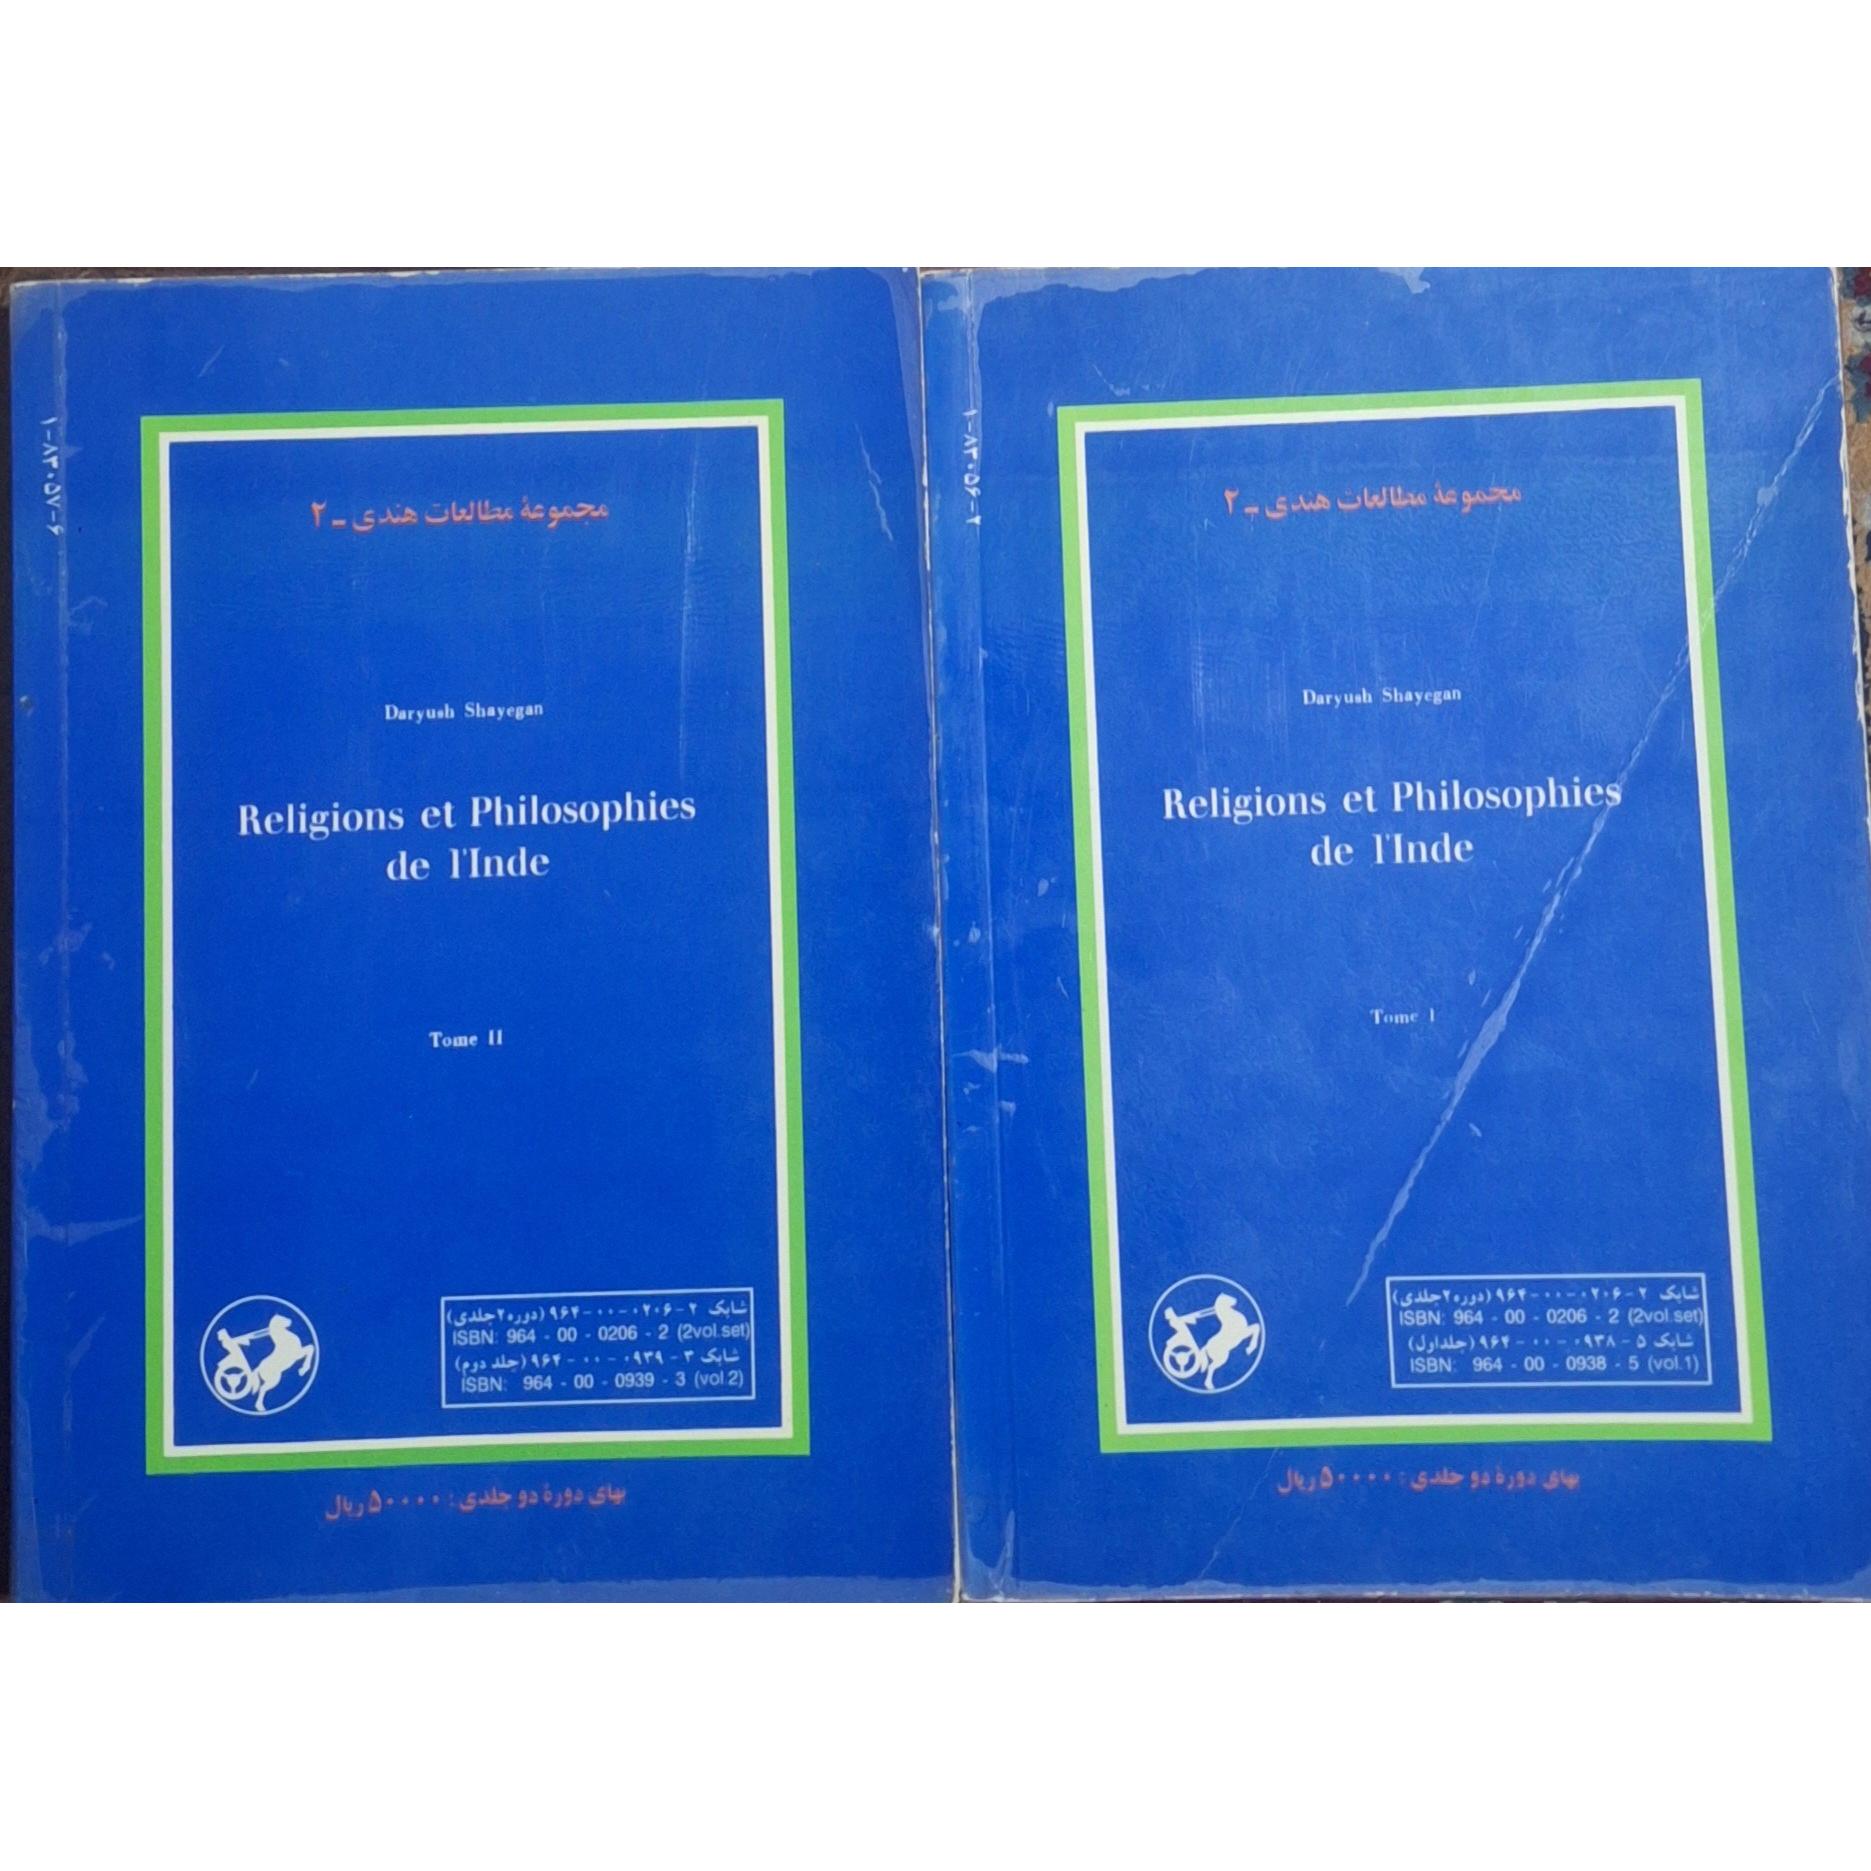 ۱-۸۳۰۵۷-۶
مجموعهٔ مطالعات هندی ـ ۲
Daryush Shayegan
Religions et Philosophies
de l'Inde
Tome II
شابک ۲-۰۲۰۶-۰۰-۹۶۴ (دوره ۲ جلدی)
ISBN: 964 - 00 - 0206 - 2 (2vol.set)
شابک ۳-۰۹۳۹-۰۰-۹۶۴ (جلد دوم)
ISBN: 964 - 00 - 0939 - 3 (vol.2)
بهای دورهٔ دو جلدی: ۵۰۰۰۰ ریال
۱-۸۳۰۵۶-۲
مجموعهٔ مطالعات هندی ـ ۲
Daryush Shayegan
Religions et Philosophies
de l'Inde
Tome I
شابک ۲-۰۲۰۶-۰۰-۹۶۴ (دوره ۲ جلدی)
ISBN: 964 - 00 - 0206 - 2 (2vol.set)
شابک ۵-۰۹۳۸-۰۰-۹۶۴ (جلد اول)
ISBN: 964 - 00 - 0938 - 5 (vol.1)
بهای دورهٔ دو جلدی: ۵۰۰۰۰ ریال